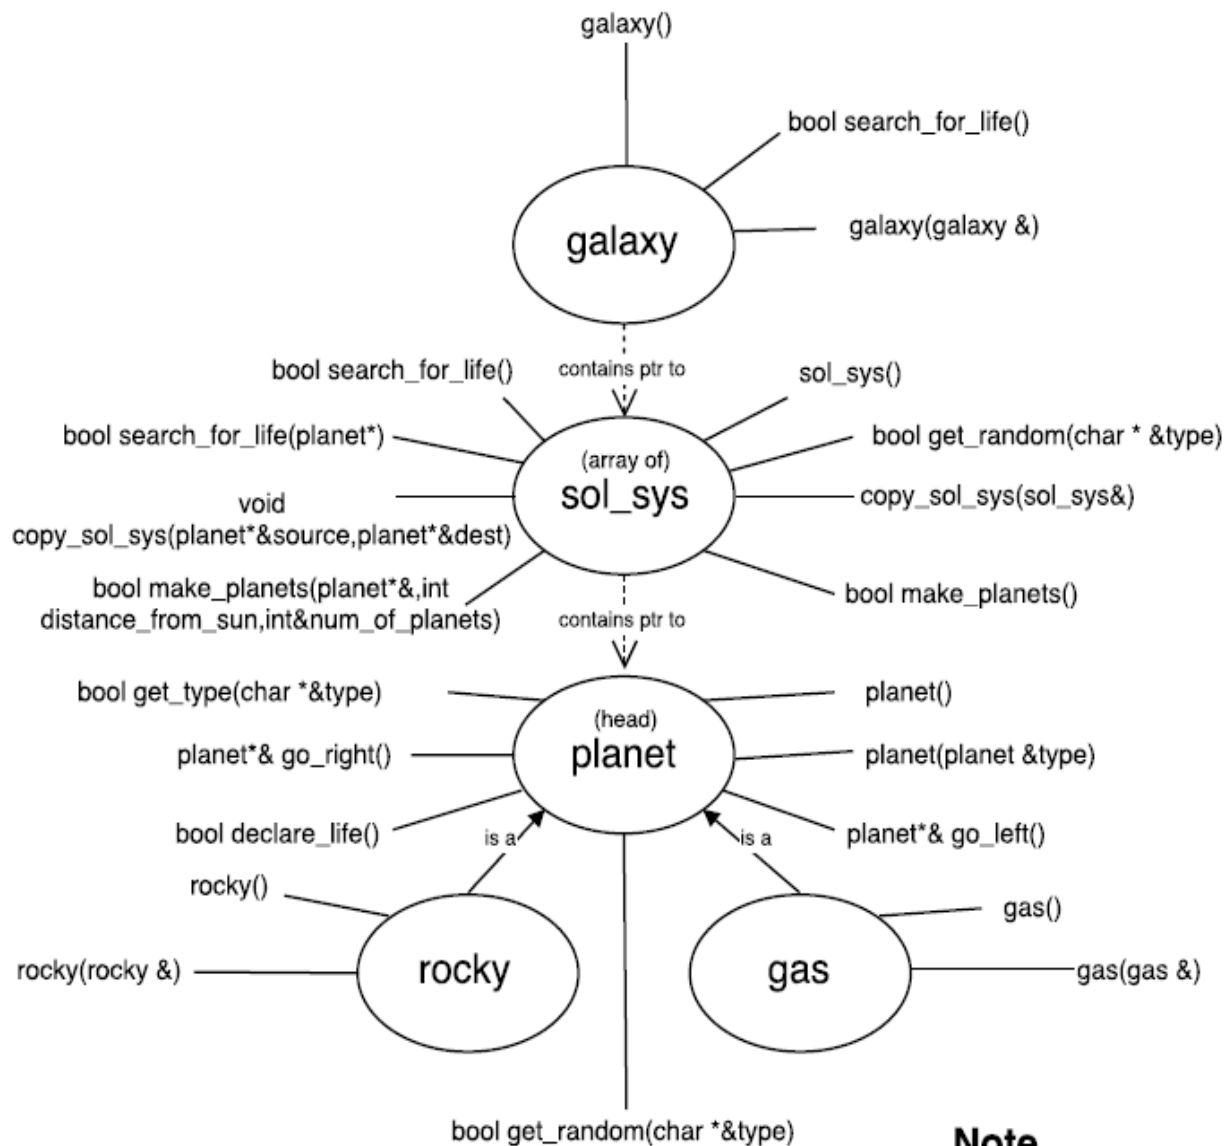 galaxy()
bool search_for_life()
galaxy
galaxy(galaxy &)
contains ptr to
bool search_for_life()
sol_sys()
bool search_for_life(planet*)
bool get_random(char * &type)
(array of)
sol_sys
void
copy_sol_sys(planet*&source,planet*&dest)
copy_sol_sys(sol_sys&)
bool make_planets(planet*&,int
distance_from_sun,int&num_of_planets)
bool make_planets()
contains ptr to
bool get_type(char *&type)
planet()
(head)
planet
planet*& go_right()
planet(planet &type)
bool declare_life()
planet*& go_left()
is a
is a
rocky()
gas()
rocky(rocky &)
rocky
gas
gas(gas &)
bool get_random(char *&type)
Note